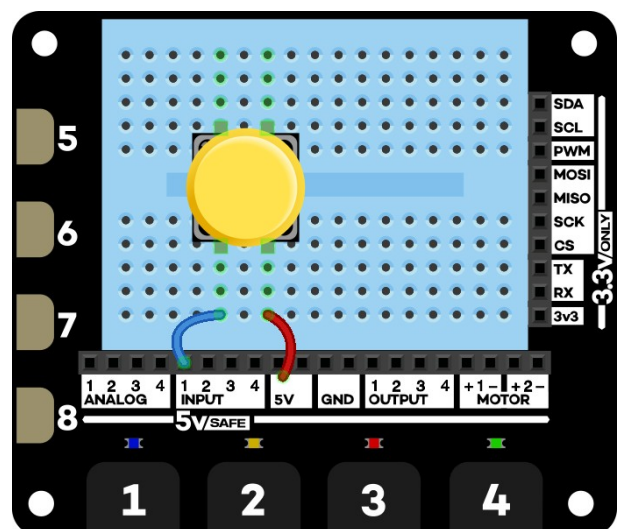 SDA
SCL
PWM
MOSI
MISO
SCK
CS
TX
RX
3v3
3.3V/ONLY
5
6
7
8
1 2 3 4 1 2 3 4 5V GND 1 2 3 4 +1- +2-
ANALOG INPUT OUTPUT MOTOR
5V/SAFE
1 2 3 4